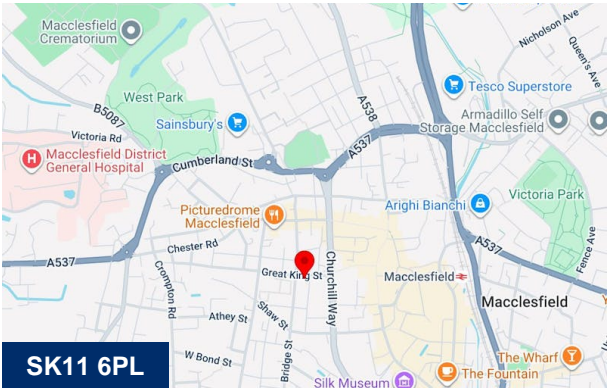 Macclesfield
Crematorium
Nicholson Ave
Queen's Ave
B5087
West Park
Victoria Rd
Sainsbury's
A538
Tesco Superstore
Armadillo Self
Storage Macclesfield
A537
H
Macclesfield District
General Hospital
Cumberland St
Victoria Park
Picturedrome
Macclesfield
Arighi Bianchi
Chester Rd
A537
A537
Fence Ave
Crompton Rd
Great King St
Churchill Way
Macclesfield
Macclesfield
Athey St
Shaw St
W Bond St
Bridge St
SK11 6PL
Silk Museum
The Fountain
The Wharf